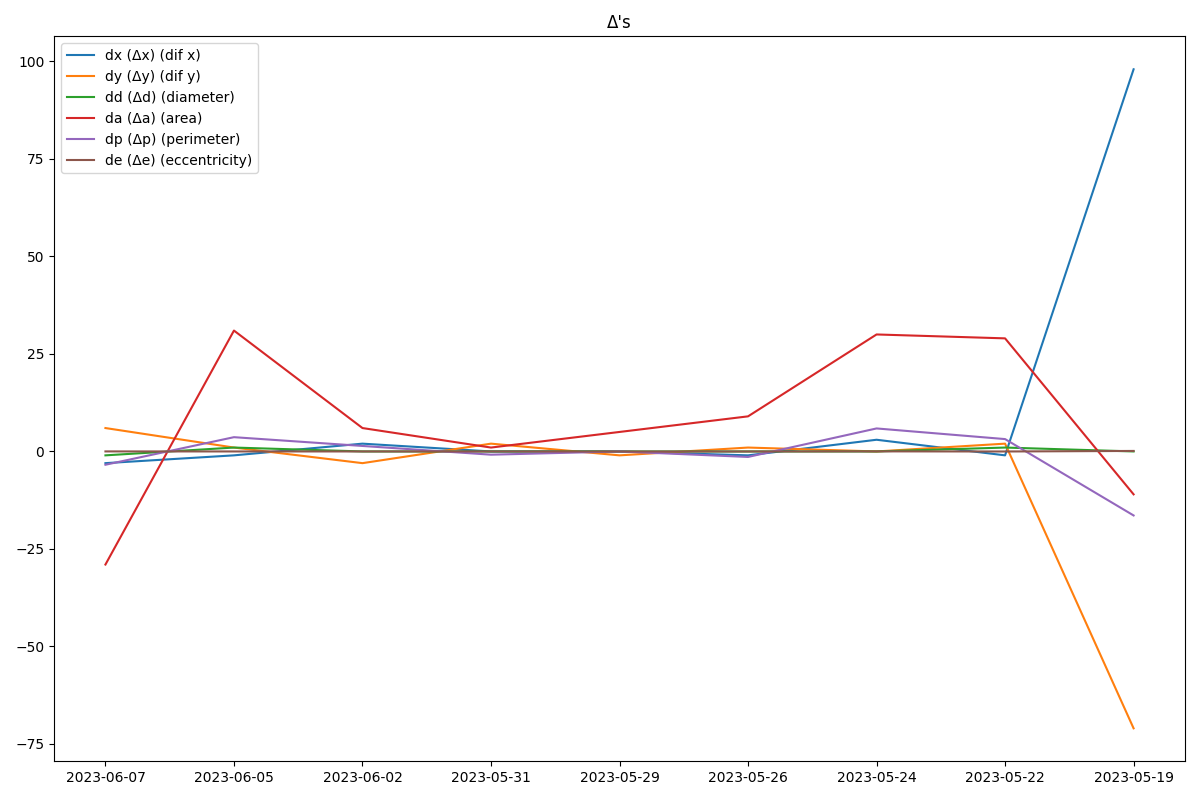 Δ's
dx (Δx) (dif x)
dy (Δy) (dif y)
dd (Δd) (diameter)
da (Δa) (area)
dp (Δp) (perimeter)
de (Δe) (eccentricity)
100
75
50
25
0
−25
−50
−75
2023-06-07 2023-06-05 2023-06-02 2023-05-31 2023-05-29 2023-05-26 2023-05-24 2023-05-22 2023-05-19